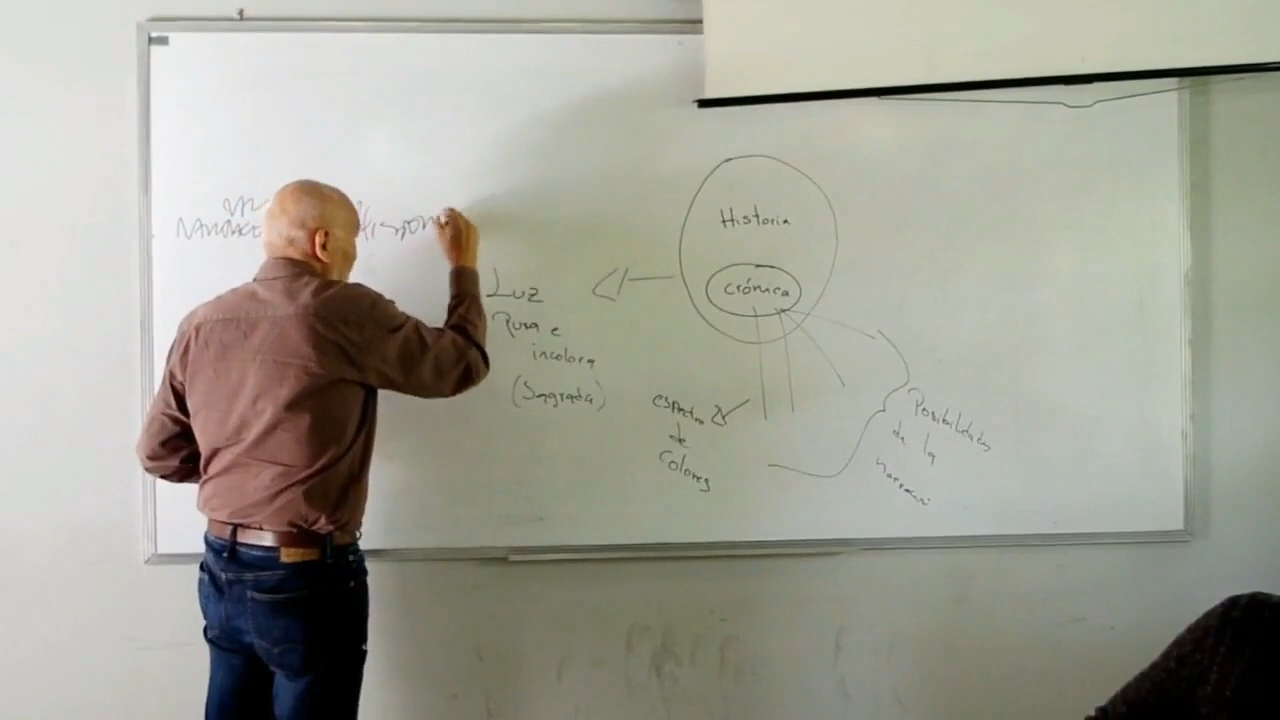 Historia
Crónica
Luz
Pura e
incolora
(Sagrada)
espectro
de
Colores
Posibilidades
de la